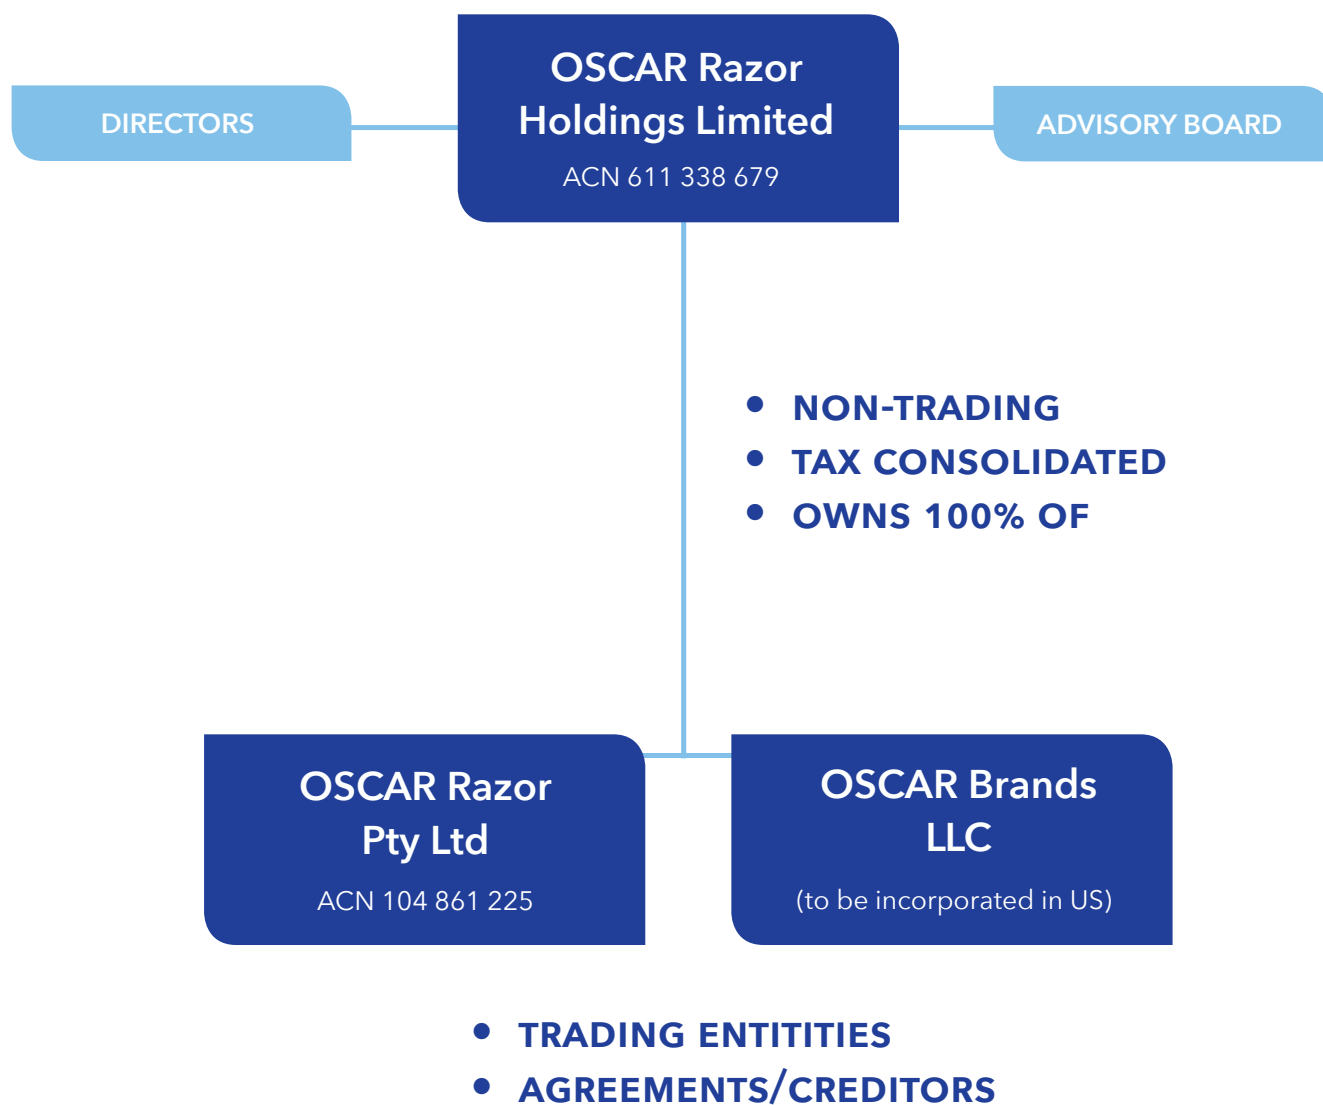 OSCAR Razor
Holdings Limited
ACN 611 338 679
DIRECTORS
ADVISORY BOARD
• NON-TRADING
• TAX CONSOLIDATED
• OWNS 100% OF
OSCAR Razor
Pty Ltd
ACN 104 861 225
OSCAR Brands
LLC
(to be incorporated in US)
• TRADING ENTITITIES
• AGREEMENTS/CREDITORS